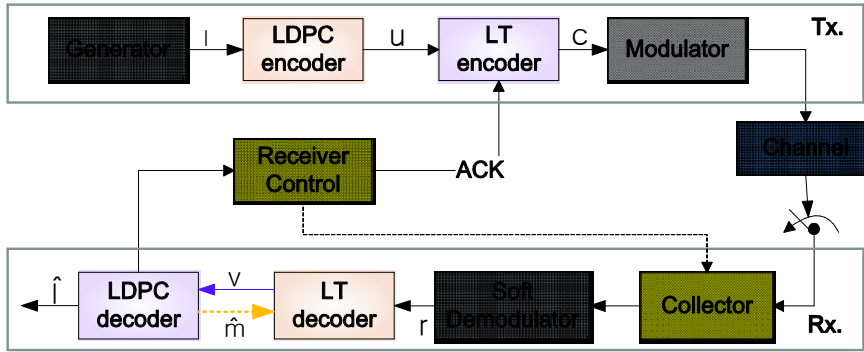 Generator
I
LDPC
encoder
u
LT
encoder
C
Modulator
Tx.
Channel
Receiver
Control
ACK
Î
LDPC
decoder
v
m̂
LT
decoder
r
Soft
Demodulator
Collector
Rx.